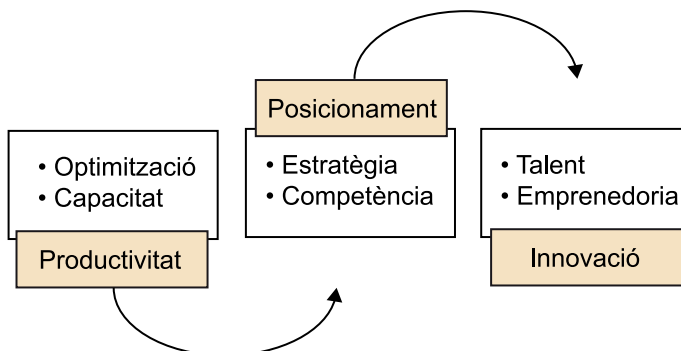 Posicionament
• Optimització
• Capacitat
Productivitat
• Estratègia
• Competència
• Talent
• Emprenedoria
Innovació